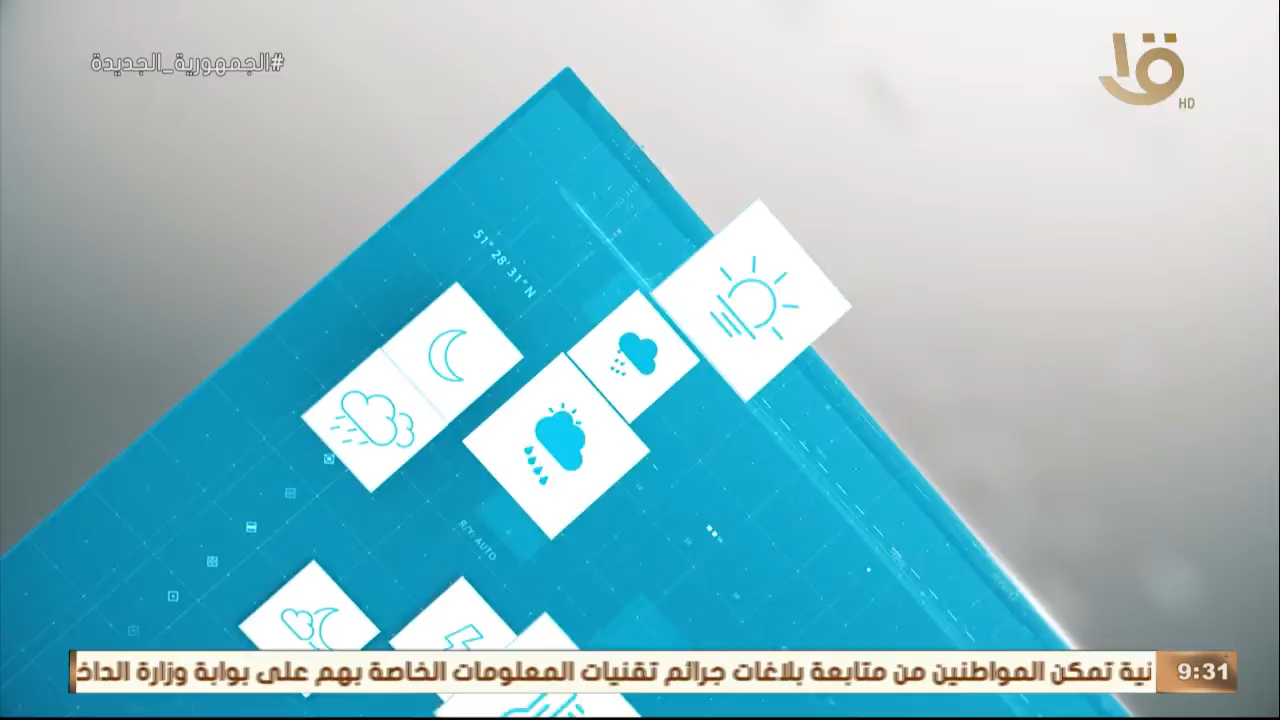 #الجمهورية_الجديدة
HD
51° 28' 31" N
R/Y: AUTO
نية تمكن المواطنين من متابعة بلاغات جرائم تقنيات المعلومات الخاصة بهم على بوابة وزارة الداخ
9:31